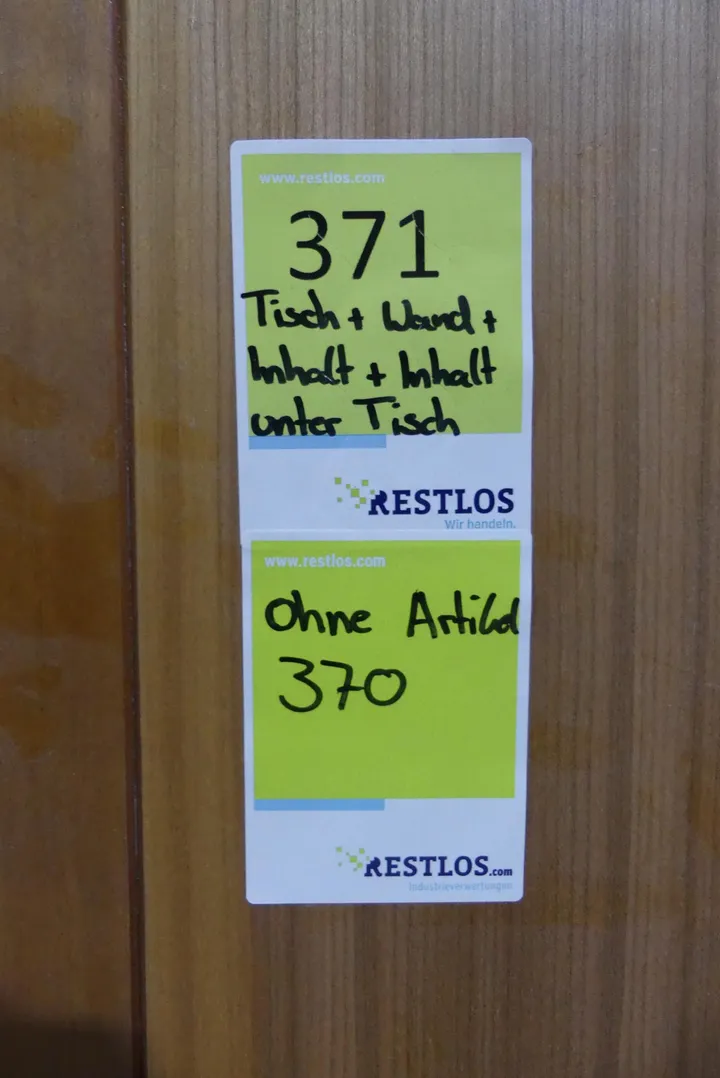 www.restlos.com
371
Tisch + Wand +
Inhalt + Inhalt
unter Tisch
RESTLOS
Wir handeln.
www.restlos.com
Ohne Artikel
370
RESTLOS.com
Industrieverwertungen